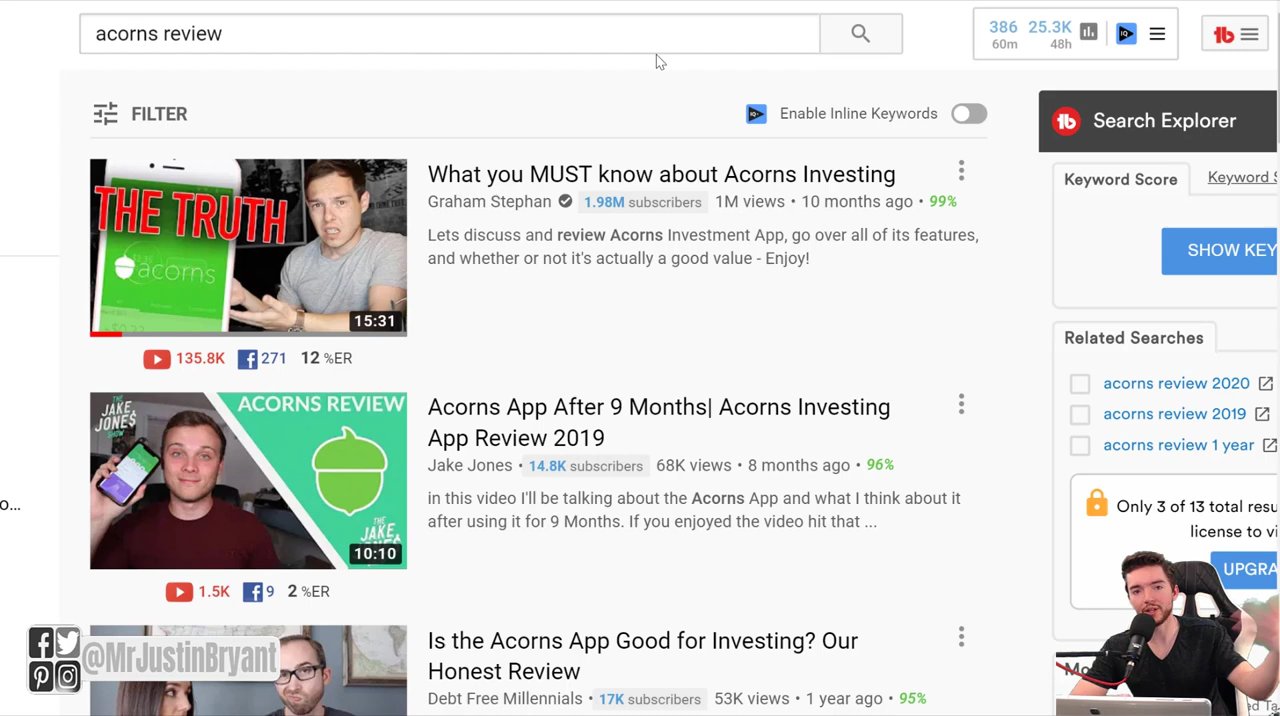 acorns review
386 25.3K
60m 48h
FILTER
Enable Inline Keywords
Search Explorer
THE TRUTH
acorns
15:31
What you MUST know about Acorns Investing
Graham Stephan 1.98M subscribers 1M views • 10 months ago • 99%
Lets discuss and review Acorns Investment App, go over all of its features,
and whether or not it's actually a good value - Enjoy!
135.8K 271 12 %ER
Keyword Score
Keyword S
SHOW KEY
Related Searches
acorns review 2020
acorns review 2019
acorns review 1 year
THE JAKE JONES SHOW
ACORNS REVIEW
THE JAKE
10:10
Acorns App After 9 Months| Acorns Investing
App Review 2019
Jake Jones • 14.8K subscribers 68K views • 8 months ago • 96%
in this video I'll be talking about the Acorns App and what I think about it
after using it for 9 Months. If you enjoyed the video hit that ...
1.5K 9 2 %ER
o...
Only 3 of 13 total resu
license to vi
UPGRA
Is the Acorns App Good for Investing? Our
Honest Review
Debt Free Millennials • 17K subscribers 53K views • 1 year ago • 95%
@MrJustinBryant